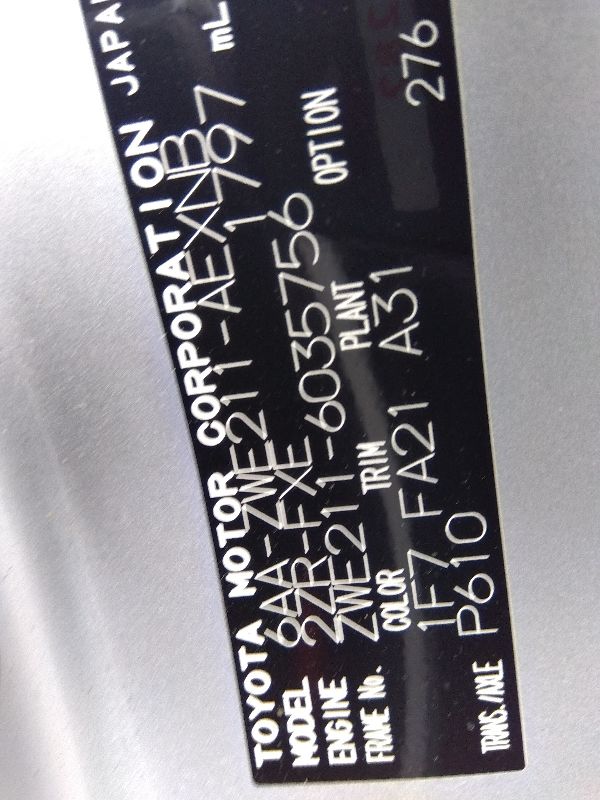 TOYOTA MOTOR CORPORATION JAPAN
MODEL 6AA-ZWE211-AEXNB
ENGINE 2ZR-FXE 1797 mL
FRAME No. ZWE211-6035756
COLOR TRIM PLANT OPTION
1F7 FA21 A31 276
TRANS./AXLE P610